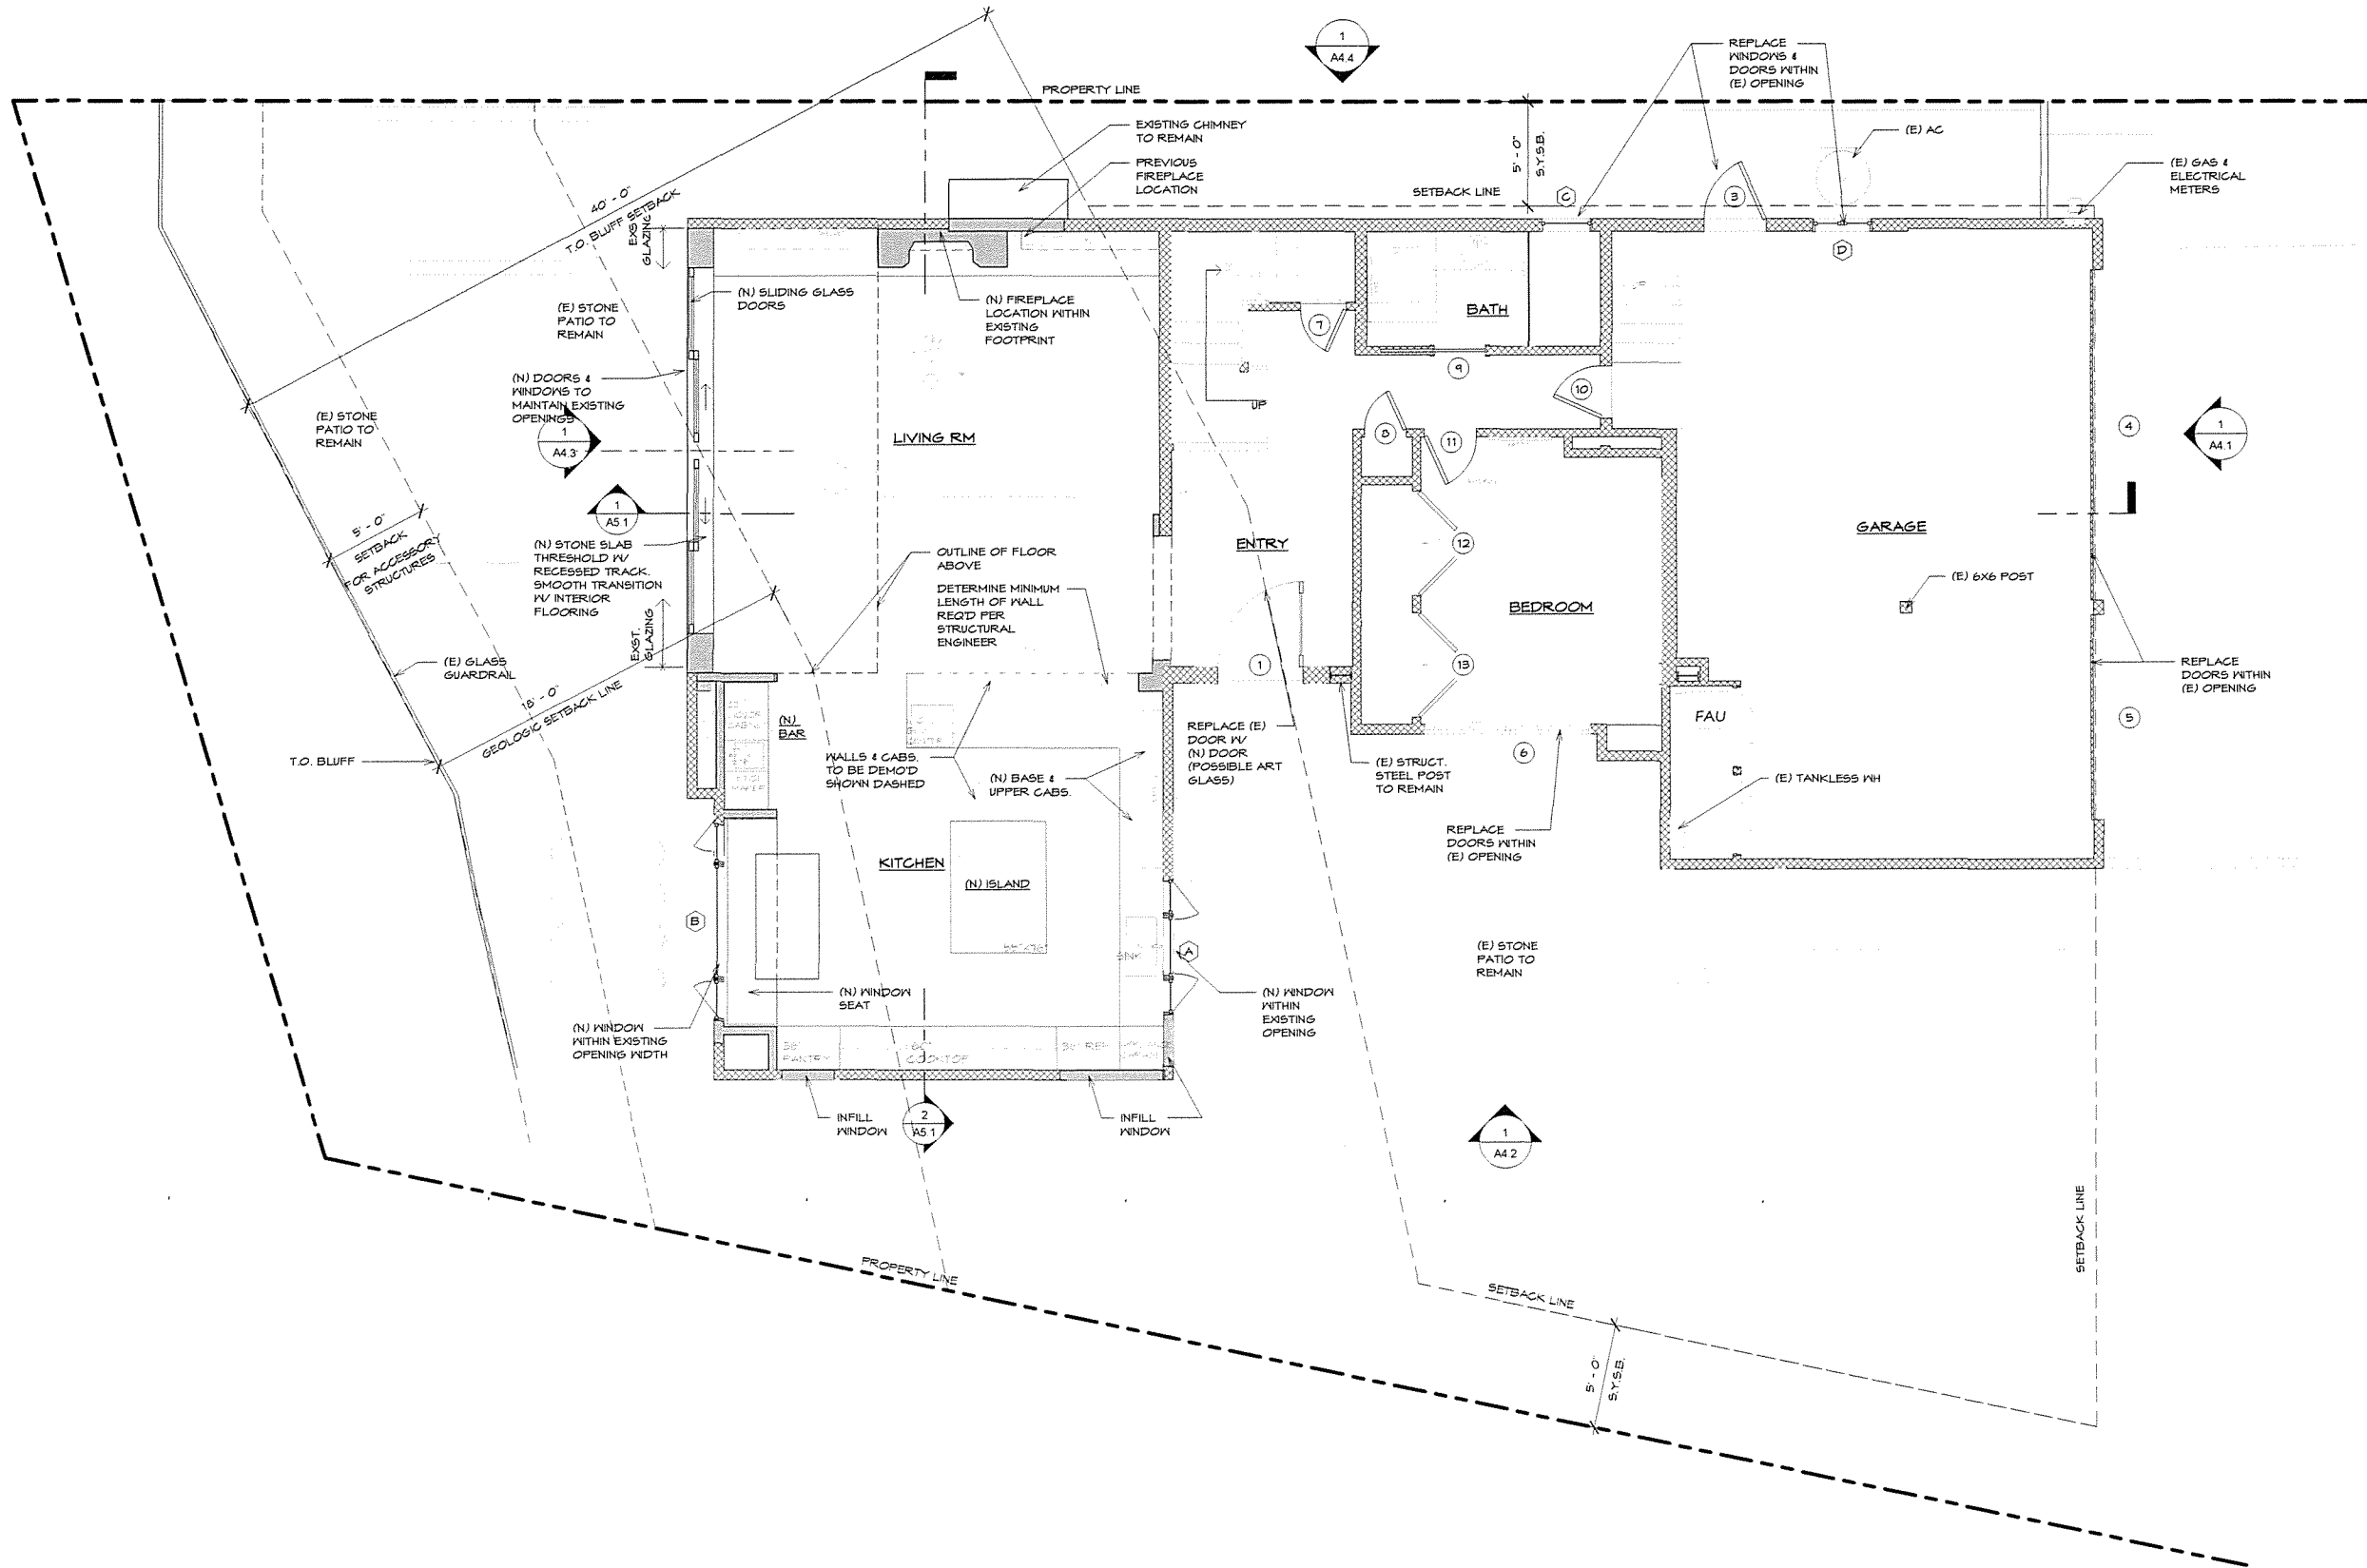 1
A4.4
REPLACE
WINDOWS &
DOORS WITHIN
(E) OPENING
PROPERTY LINE
EXISTING CHIMNEY
TO REMAIN
PREVIOUS
FIREPLACE
LOCATION
5' - 0"
S.Y.S.B.
SETBACK LINE
(E) AC
(E) GAS &
ELECTRICAL
METERS
C
3
D
40' - 0"
T.O. BLUFF SETBACK
EXIST.
GLAZING
(E) STONE
PATIO TO
REMAIN
(N) SLIDING GLASS
DOORS
(N) FIREPLACE
LOCATION WITHIN
EXISTING
FOOTPRINT
BATH
7
9
10
(N) DOORS &
WINDOWS TO
MAINTAIN EXISTING
OPENINGS
(E) STONE
PATIO TO
REMAIN
1
A4.3
LIVING RM
UP
8
11
4
1
A4.1
1
A5.1
5' - 0"
SETBACK
FOR ACCESSORY
STRUCTURES
(N) STONE SLAB
THRESHOLD W/
RECESSED TRACK.
SMOOTH TRANSITION
W/ INTERIOR
FLOORING
OUTLINE OF FLOOR
ABOVE
DETERMINE MINIMUM
LENGTH OF WALL
REQ'D PER
STRUCTURAL
ENGINEER
ENTRY
12
GARAGE
(E) 6X6 POST
BEDROOM
EXST.
GLAZING
(E) GLASS
GUARDRAIL
18' - 0"
GEOLOGIC SETBACK LINE
1
13
REPLACE
DOORS WITHIN
(E) OPENING
5
FAU
(N)
BAR
T.O. BLUFF
WALLS & CABS.
TO BE DEMO'D
SHOWN DASHED
(N) BASE &
UPPER CABS.
REPLACE (E)
DOOR W/
(N) DOOR
(POSSIBLE ART
GLASS)
(E) STRUCT.
STEEL POST
TO REMAIN
6
(E) TANKLESS WH
REPLACE
DOORS WITHIN
(E) OPENING
KITCHEN
(N) ISLAND
B
A
SINK
(E) STONE
PATIO TO
REMAIN
(N) WINDOW
SEAT
(N) WINDOW
WITHIN
EXISTING
OPENING
(N) WINDOW
WITHIN EXISTING
OPENING WIDTH
PANTRY
COOKTOP
INFILL
WINDOW
2
A5.1
INFILL
WINDOW
1
A4.2
SETBACK LINE
PROPERTY LINE
SETBACK LINE
5' - 0"
S.Y.S.B.